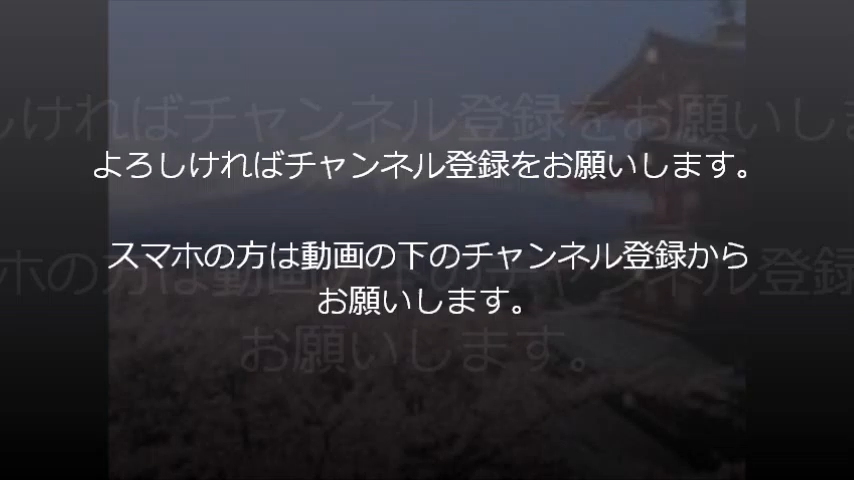 よろしければチャンネル登録をお願いします。
スマホの方は動画の下のチャンネル登録から
お願いします。